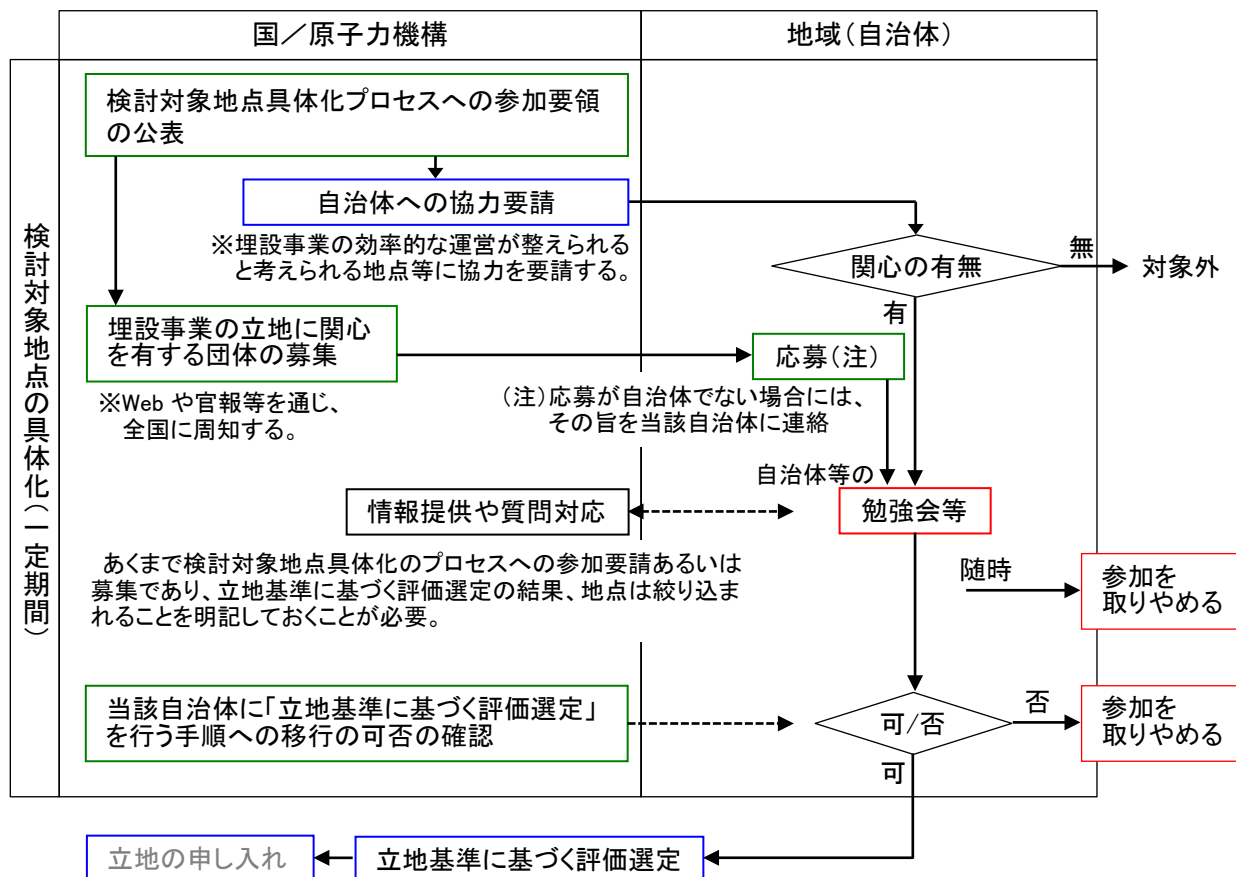 国／原子力機構
地域（自治体）
検討対象地点の具体化（一定期間）
検討対象地点具体化プロセスへの参加要領
の公表
自治体への協力要請
※埋設事業の効率的な運営が整えられる
と考えられる地点等に協力を要請する。
関心の有無
無
対象外
有
埋設事業の立地に関心
を有する団体の募集
応募（注）
※Web や官報等を通じ、
全国に周知する。
（注）応募が自治体でない場合には、
その旨を当該自治体に連絡
自治体等の
情報提供や質問対応
勉強会等
あくまで検討対象地点具体化のプロセスへの参加要請あるいは
募集であり、立地基準に基づく評価選定の結果、地点は絞り込ま
れることを明記しておくことが必要。
随時
参加を
取りやめる
当該自治体に「立地基準に基づく評価選定」
を行う手順への移行の可否の確認
可/否
否
参加を
取りやめる
可
立地の申し入れ
立地基準に基づく評価選定